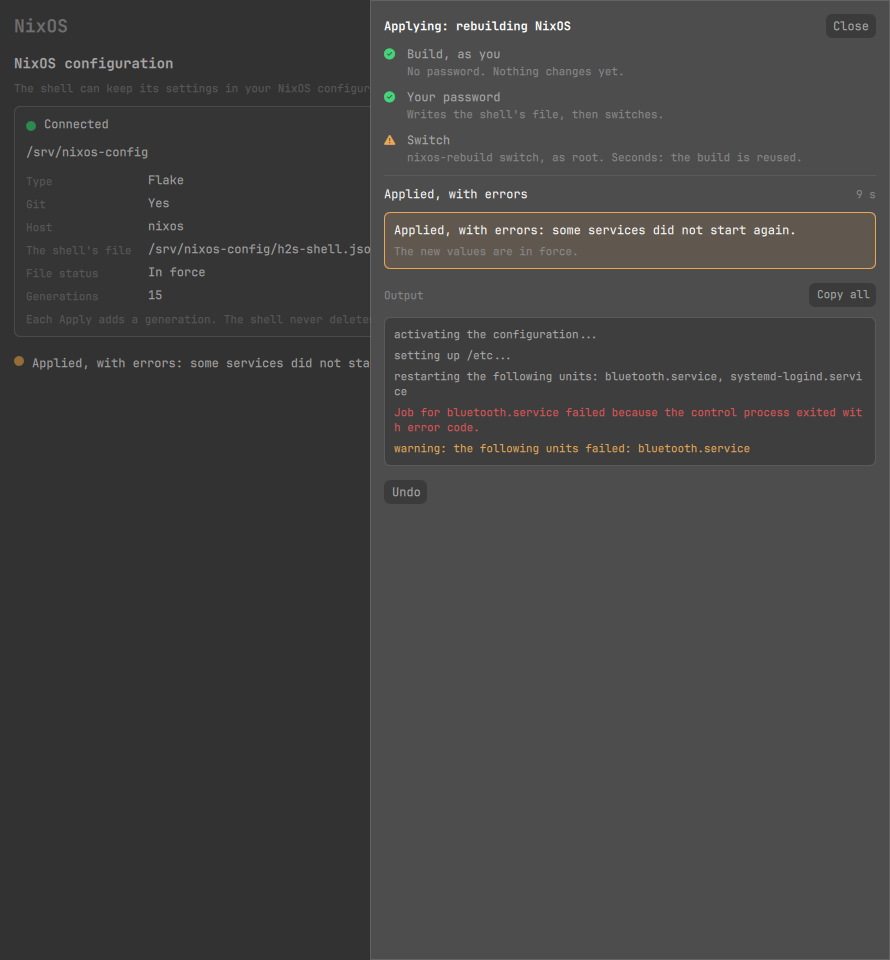 NixOS
NixOS configuration
The shell can keep its settings in your NixOS configur
Connected
/srv/nixos-config
Type Flake
Git Yes
Host nixos
The shell's file /srv/nixos-config/h2s-shell.jso
File status In force
Generations 15
Each Apply adds a generation. The shell never delete
Applied, with errors: some services did not sta
Applying: rebuilding NixOS
Close
Build, as you
No password. Nothing changes yet.
Your password
Writes the shell's file, then switches.
Switch
nixos-rebuild switch, as root. Seconds: the build is reused.
Applied, with errors 9 s
Applied, with errors: some services did not start again.
The new values are in force.
Output Copy all
activating the configuration...
setting up /etc...
restarting the following units: bluetooth.service, systemd-logind.servi
ce
Job for bluetooth.service failed because the control process exited wit
h error code.
warning: the following units failed: bluetooth.service
Undo